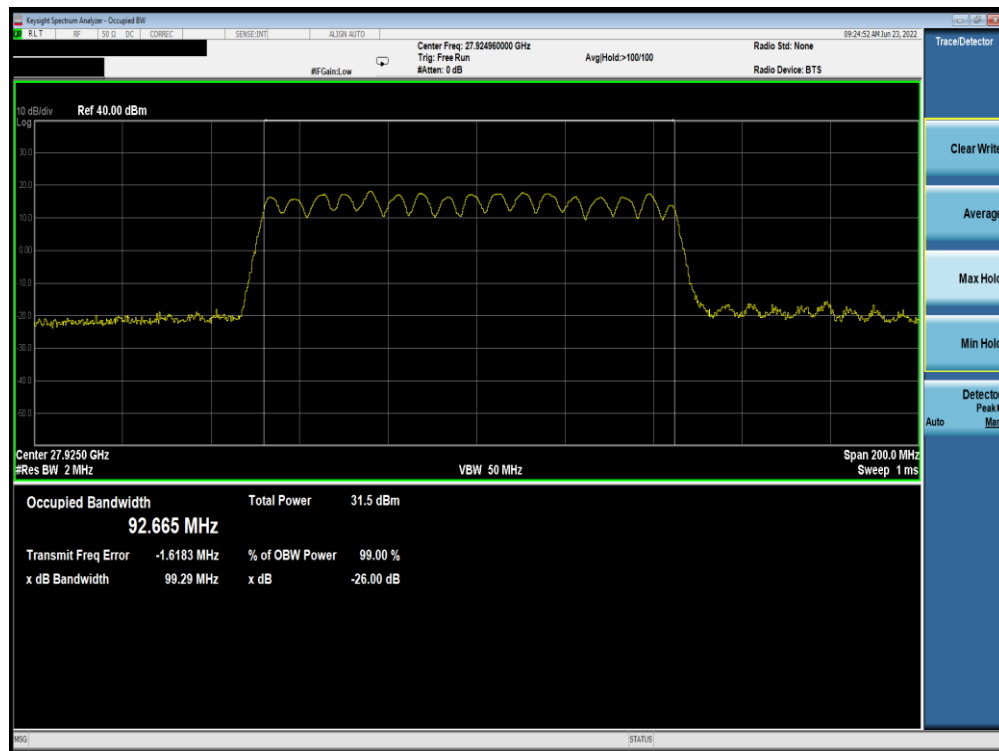 Keysight Spectrum Analyzer - Occupied BW
RLT RF 50 Ω DC CORREC SENSE:INT ALIGN AUTO 09:24:52 AM Jun 23, 2022
Center Freq: 27.924960000 GHz Radio Std: None
Trig: Free Run Avg|Hold:>100/100
#IFGain:Low #Atten: 0 dB Radio Device: BTS
10 dB/div Ref 40.00 dBm
Log
30.0
20.0
10.0
0.00
-10.0
-20.0
-30.0
-40.0
-50.0
Center 27.9250 GHz Span 200.0 MHz
#Res BW 2 MHz VBW 50 MHz Sweep 1 ms
Occupied Bandwidth Total Power 31.5 dBm
92.665 MHz
Transmit Freq Error -1.6183 MHz % of OBW Power 99.00 %
x dB Bandwidth 99.29 MHz x dB -26.00 dB
MSG STATUS
Trace/Detector
Clear Write
Average
Max Hold
Min Hold
Detector
Peak
Auto Man